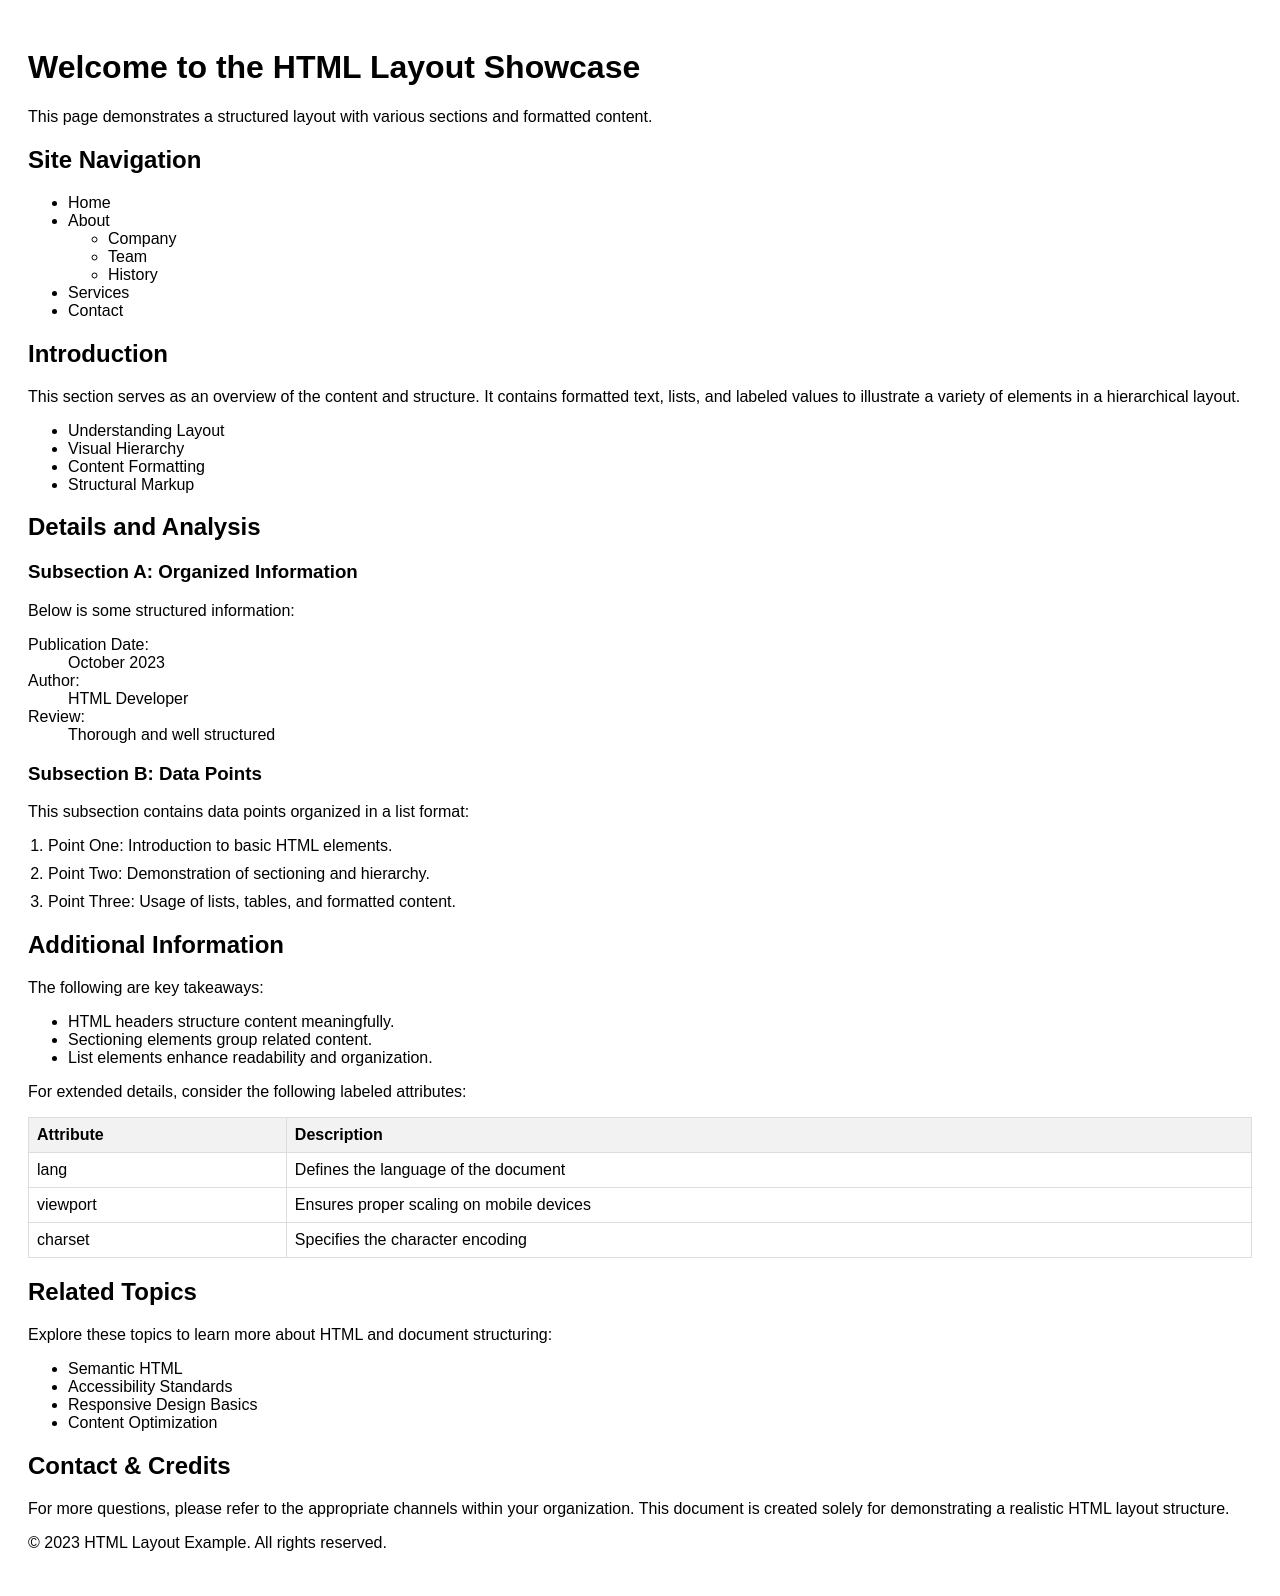 Welcome to the HTML Layout Showcase
This page demonstrates a structured layout with various sections and formatted content.
Site Navigation
Home
About
Company
Team
History
Services
Contact
Introduction
This section serves as an overview of the content and structure. It contains formatted text, lists, and labeled values to illustrate a variety of elements in a hierarchical layout.
Understanding Layout
Visual Hierarchy
Content Formatting
Structural Markup
Details and Analysis
Subsection A: Organized Information
Below is some structured information:
Publication Date:
October 2023
Author:
HTML Developer
Review:
Thorough and well structured
Subsection B: Data Points
This subsection contains data points organized in a list format:
1. Point One: Introduction to basic HTML elements.
2. Point Two: Demonstration of sectioning and hierarchy.
3. Point Three: Usage of lists, tables, and formatted content.
Additional Information
The following are key takeaways:
HTML headers structure content meaningfully.
Sectioning elements group related content.
List elements enhance readability and organization.
For extended details, consider the following labeled attributes:
Attribute Description
lang Defines the language of the document
viewport Ensures proper scaling on mobile devices
charset Specifies the character encoding
Related Topics
Explore these topics to learn more about HTML and document structuring:
Semantic HTML
Accessibility Standards
Responsive Design Basics
Content Optimization
Contact & Credits
For more questions, please refer to the appropriate channels within your organization. This document is created solely for demonstrating a realistic HTML layout structure.
© 2023 HTML Layout Example. All rights reserved.